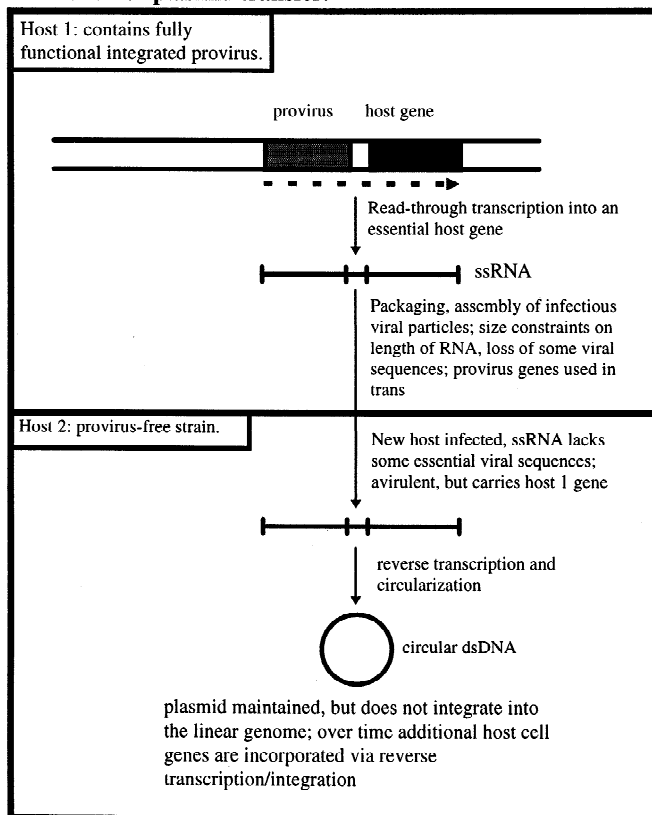 plasmid transfer.
Host 1: contains fully
functional integrated provirus.
provirus host gene
Read-through transcription into an
essential host gene
ssRNA
Packaging, assembly of infectious
viral particles; size constraints on
length of RNA, loss of some viral
sequences; provirus genes used in
trans
Host 2: provirus-free strain.
New host infected, ssRNA lacks
some essential viral sequences;
avirulent, but carries host 1 gene
reverse transcription and
circularization
circular dsDNA
plasmid maintained, but does not integrate into
the linear genome; over time additional host cell
genes are incorporated via reverse
transcription/integration